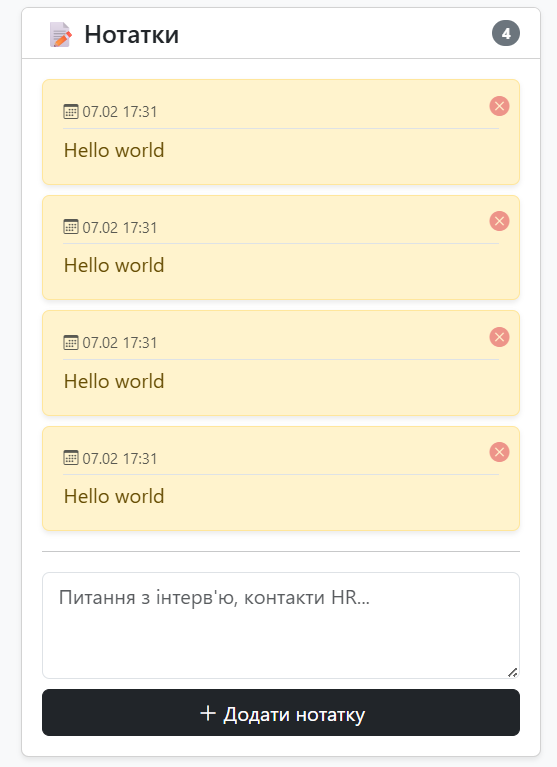 Нотатки
4
07.02 17:31
Hello world
07.02 17:31
Hello world
07.02 17:31
Hello world
07.02 17:31
Hello world
Питання з інтерв'ю, контакти HR...
Додати нотатку